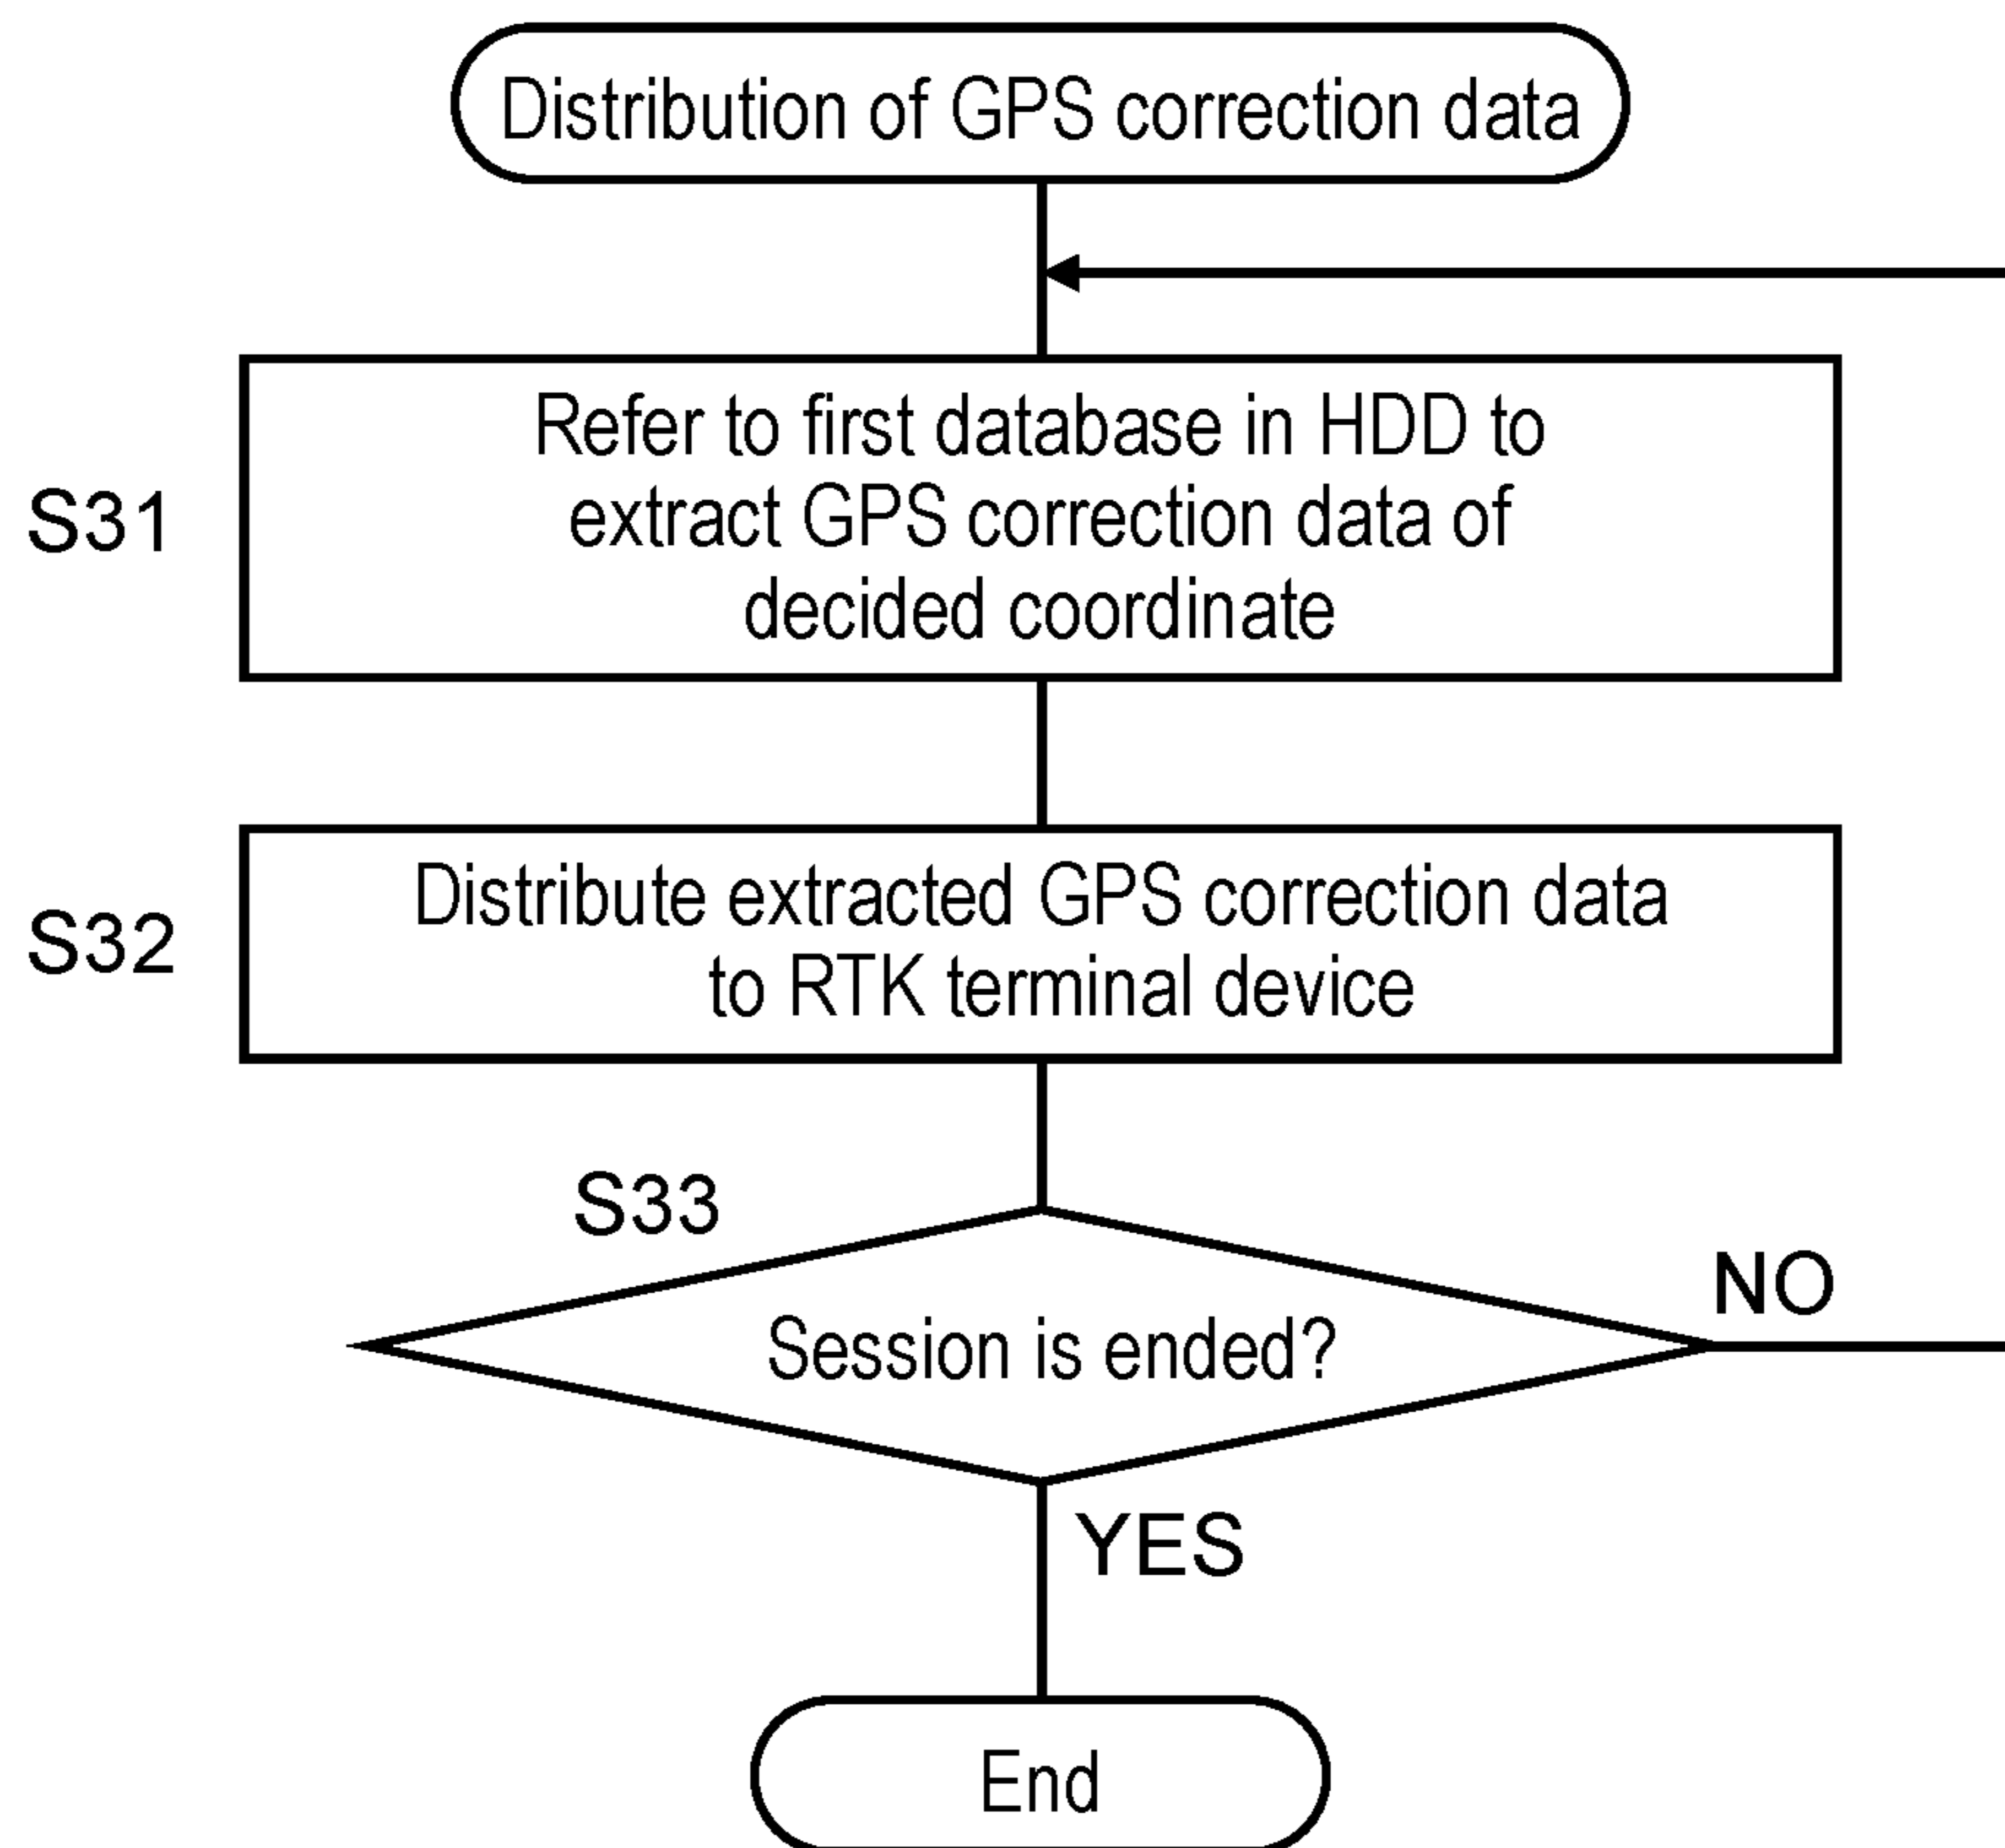 Distribution of GPS correction data
S31
Refer to first database in HDD to
extract GPS correction data of
decided coordinate
S32
Distribute extracted GPS correction data
to RTK terminal device
S33
Session is ended?
NO
YES
End